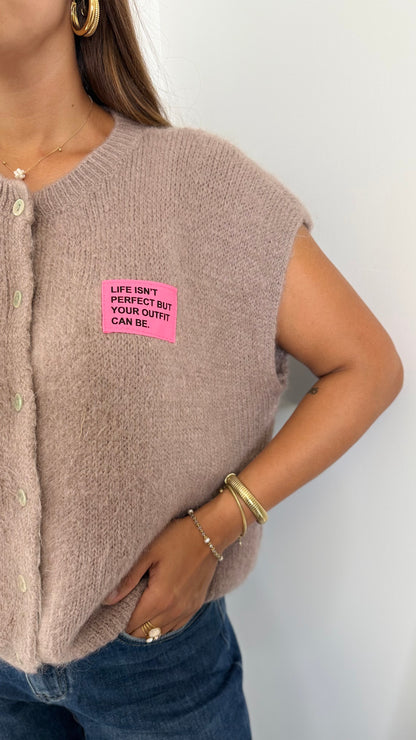 LIFE ISN'T
PERFECT BUT
YOUR OUTFIT
CAN BE.